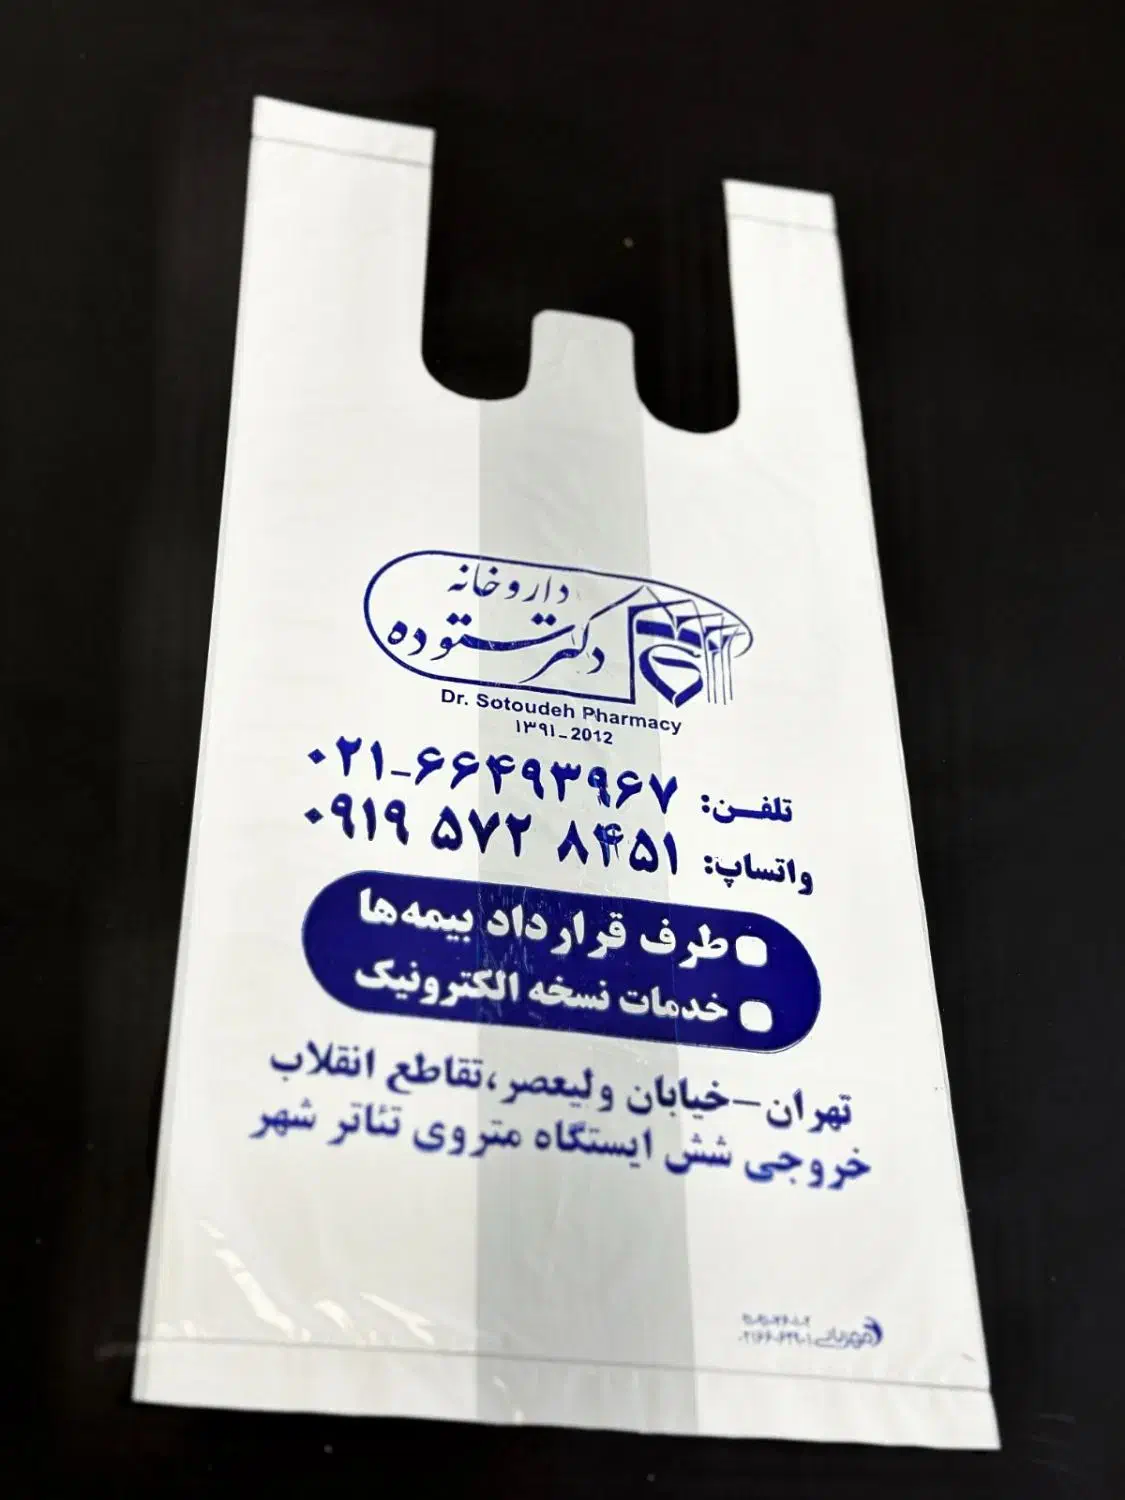 داروخانه
دکتر ستوده
Dr. Sotoudeh Pharmacy
۱۳۹۱-2012
تلفن: ۰۲۱-۶۶۴۹۳۹۶۷
واتساپ: ۰۹۱۹ ۵۷۲ ۸۴۵۱
طرف قرارداد بیمه‌ها
خدمات نسخه الکترونیک
تهران-خیابان ولیعصر،تقاطع انقلاب
خروجی شش ایستگاه متروی تئاتر شهر
مهربانی